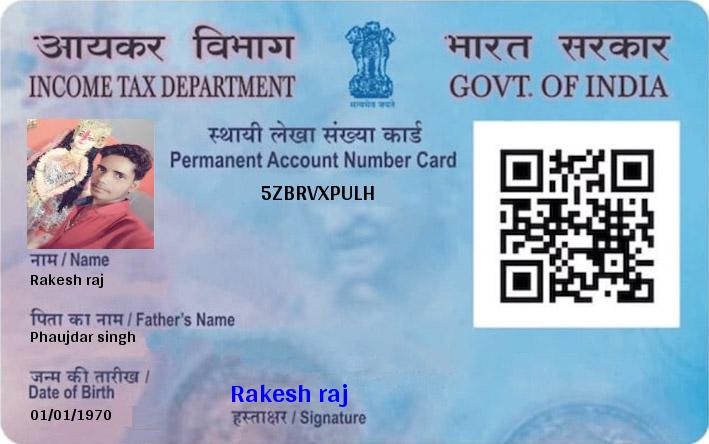 आयकर विभाग
INCOME TAX DEPARTMENT
सत्यमेव जयते
भारत सरकार
GOVT. OF INDIA
स्थायी लेखा संख्या कार्ड
Permanent Account Number Card
5ZBRVXPULH
नाम / Name
Rakesh raj
पिता का नाम / Father's Name
Phaujdar singh
जन्म की तारीख /
Date of Birth
01/01/1970
Rakesh raj
हस्ताक्षर / Signature